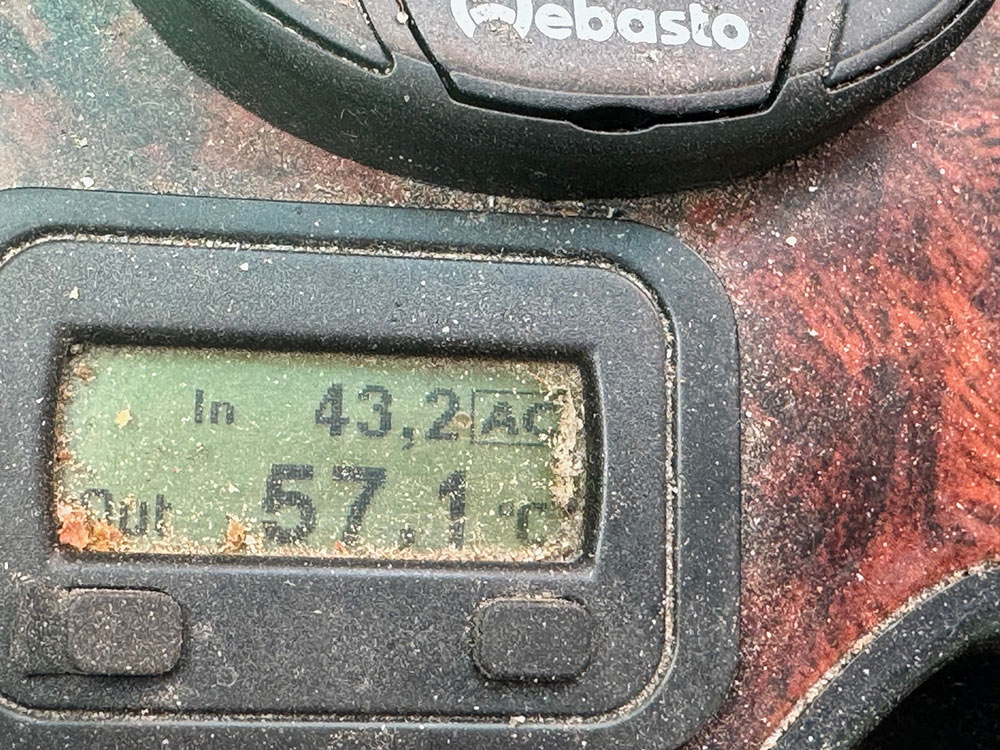 Webasto
In 43,2 AC
Out 57.1 °C